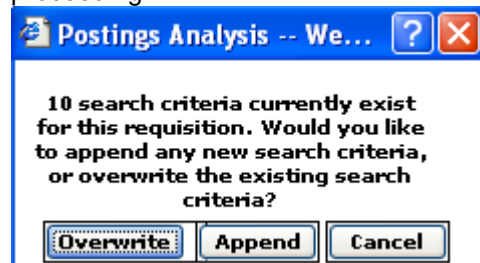 Postings Analysis -- We...
10 search criteria currently exist
for this requisition. Would you like
to append any new search criteria,
or overwrite the existing search
criteria?
Overwrite Append Cancel